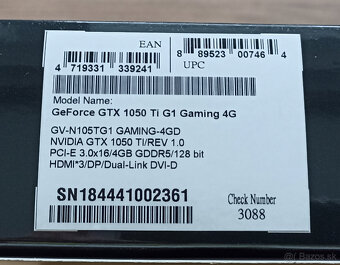 EAN
4 719331 339241
8 89523 00746 4
UPC
Model Name:
GeForce GTX 1050 Ti G1 Gaming 4G
GV-N105TG1 GAMING-4GD
NVIDIA GTX 1050 TI/REV 1.0
PCI-E 3.0x16/4GB GDDR5/128 bit
HDMI*3/DP/Dual-Link DVI-D
SN184441002361
Check Number
3088
Bazos.sk